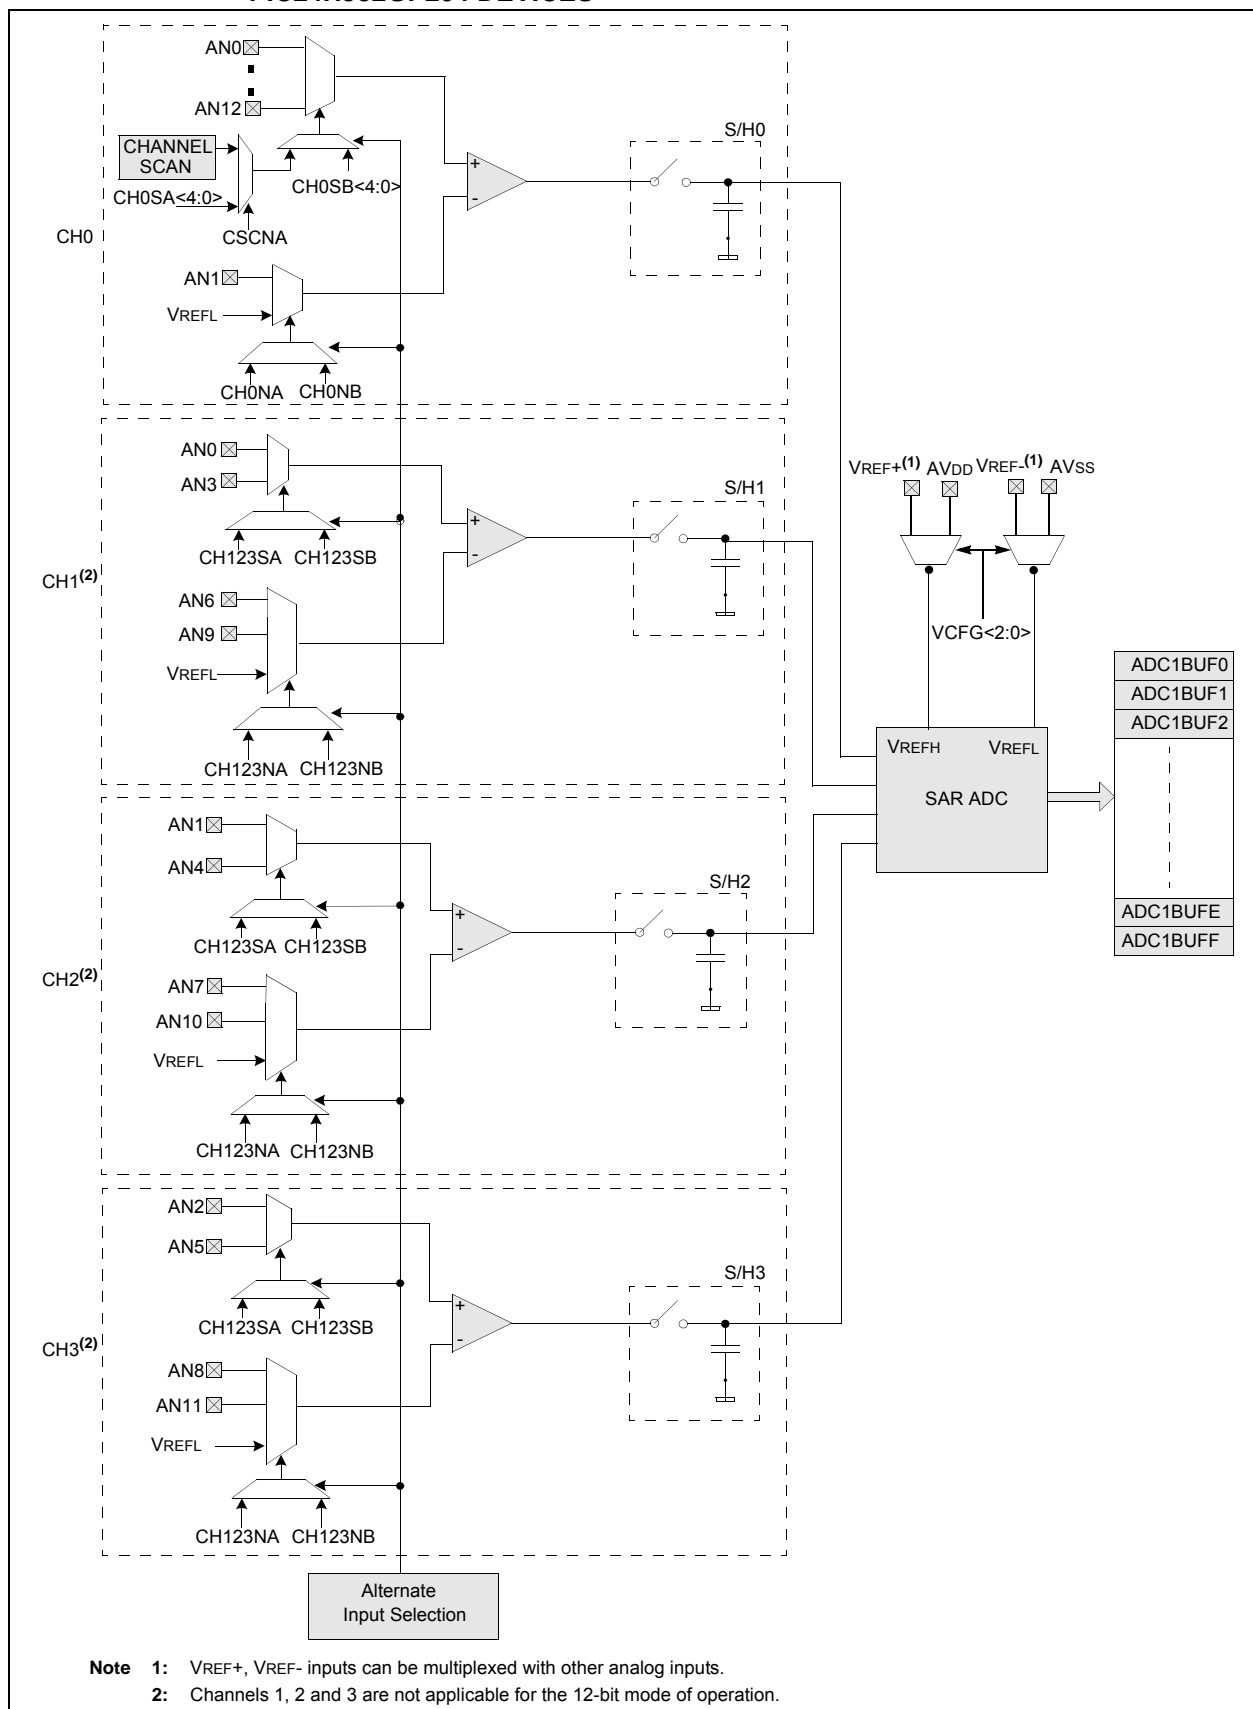 AN0
AN12
CHANNEL
SCAN
CH0SA<4:0>
CH0SB<4:0>
CSCNA
CH0
AN1
VREFL
CH0NA CH0NB
+
-
S/H0
AN0
AN3
CH123SA CH123SB
CH1(2)
AN6
AN9
VREFL
CH123NA CH123NB
+
-
S/H1
VREF+(1) AVDD VREF-(1) AVSS
VCFG<2:0>
VREFH VREFL
SAR ADC
ADC1BUF0
ADC1BUF1
ADC1BUF2
ADC1BUFE
ADC1BUFF
AN1
AN4
CH123SA CH123SB
CH2(2)
AN7
AN10
VREFL
CH123NA CH123NB
+
-
S/H2
AN2
AN5
CH123SA CH123SB
CH3(2)
AN8
AN11
VREFL
CH123NA CH123NB
+
-
S/H3
Alternate
Input Selection
Note 1: VREF+, VREF- inputs can be multiplexed with other analog inputs.
2: Channels 1, 2 and 3 are not applicable for the 12-bit mode of operation.